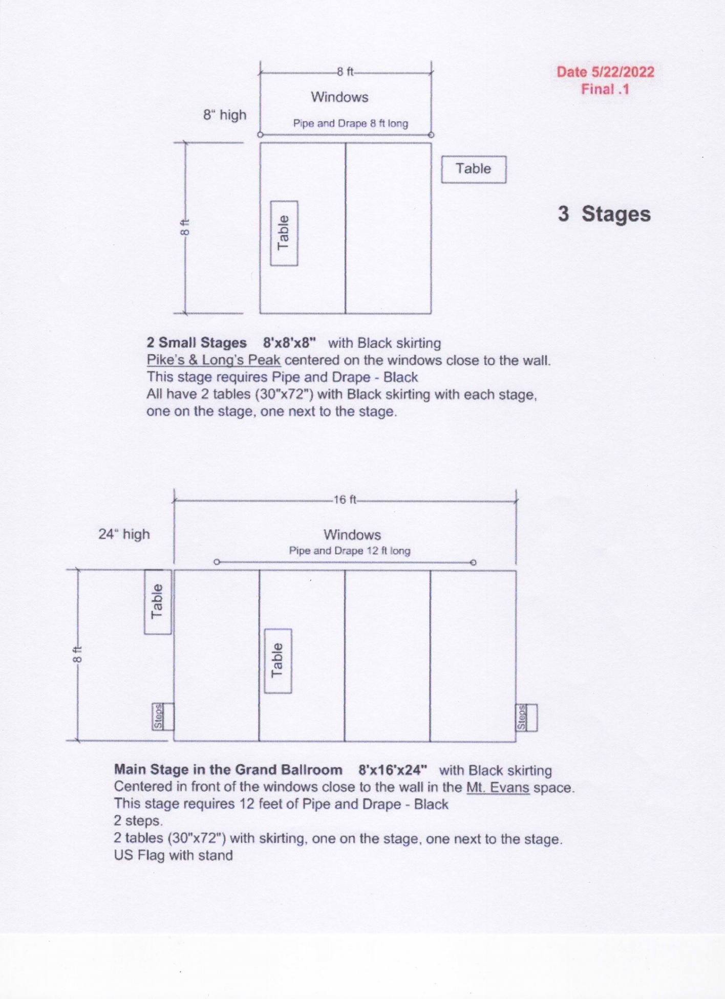 8 ft
Date 5/22/2022
Final .1
Windows
8“ high
Pipe and Drape 8 ft long
Table
8 ft
Table
3 Stages
2 Small Stages 8'x8'x8" with Black skirting
Pike's & Long's Peak centered on the windows close to the wall.
This stage requires Pipe and Drape - Black
All have 2 tables (30"x72") with Black skirting with each stage,
one on the stage, one next to the stage.
16 ft
24“ high
Windows
Pipe and Drape 12 ft long
Table
8 ft
Table
Steps
Steps
Main Stage in the Grand Ballroom 8'x16'x24" with Black skirting
Centered in front of the windows close to the wall in the Mt. Evans space.
This stage requires 12 feet of Pipe and Drape - Black
2 steps.
2 tables (30"x72") with skirting, one on the stage, one next to the stage.
US Flag with stand